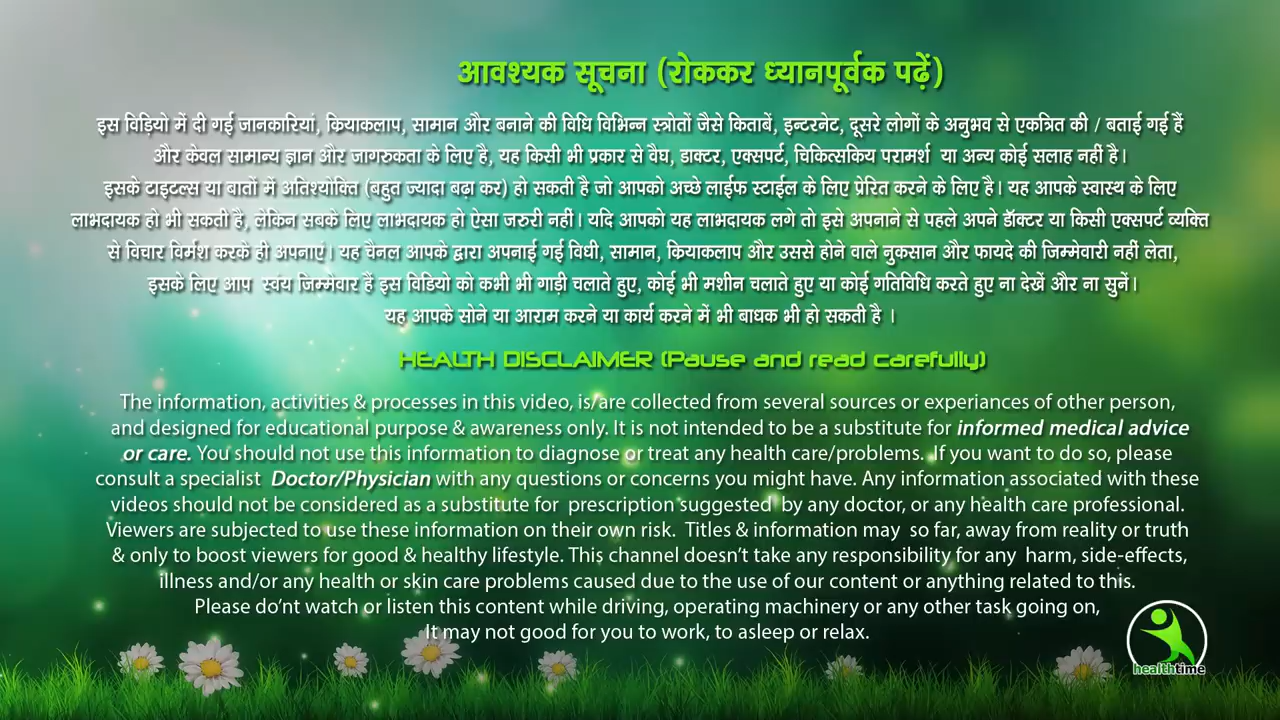 आवश्यक सूचना (रोककर ध्यानपूर्वक पढ़ें)
इस विड़ियो में दी गई जानकारियां, क्रियाकलाप, सामान और बनाने की विधि विभिन्न स्त्रोतों जैसे किताबें, इन्टरनेट, दूसरे लोगों के अनुभव से एकत्रित की / बताई गई हैं
और केवल सामान्य ज्ञान और जागरुकता के लिए है, यह किसी भी प्रकार से वैघ, डाक्टर, एक्सपर्ट, चिकित्सकिय परामर्श या अन्य कोई सलाह नहीं है।
इसके टाइटल्स या बातों में अतिश्योक्ति (बहुत ज्यादा बढ़ा कर) हो सकती है जो आपको अच्छे लाईफ स्टाईल के लिए प्रेरित करने के लिए है। यह आपके स्वास्थ के लिए
लाभदायक हो भी सकती है, लेकिन सबके लिए लाभदायक हो ऐसा जरुरी नहीं। यदि आपको यह लाभदायक लगे तो इसे अपनाने से पहले अपने डॉक्टर या किसी एक्सपर्ट व्यक्ति
से विचार विर्मश करके ही अपनाएं। यह चैनल आपके द्वारा अपनाई गई विधी, सामान, क्रियाकलाप और उससे होने वाले नुकसान और फायदे की जिम्मेवारी नहीं लेता,
इसके लिए आप स्वंय जिम्मेवार हैं इस विडियो को कभी भी गाड़ी चलाते हुए, कोई भी मशीन चलाते हुए या कोई गतिविधि करते हुए ना देखें और ना सुनें।
यह आपके सोने या आराम करने या कार्य करने में भी बाधक भी हो सकती है ।
HEALTH DISCLAIMER (Pause and read carefully)
The information, activities & processes in this video, is/are collected from several sources or experiances of other person,
and designed for educational purpose & awareness only. It is not intended to be a substitute for informed medical advice
or care. You should not use this information to diagnose or treat any health care/problems. If you want to do so, please
consult a specialist Doctor/Physician with any questions or concerns you might have. Any information associated with these
videos should not be considered as a substitute for prescription suggested by any doctor, or any health care professional.
Viewers are subjected to use these information on their own risk. Titles & information may so far, away from reality or truth
& only to boost viewers for good & healthy lifestyle. This channel doesn't take any responsibility for any harm, side-effects,
illness and/or any health or skin care problems caused due to the use of our content or anything related to this.
Please do'nt watch or listen this content while driving, operating machinery or any other task going on,
It may not good for you to work, to asleep or relax.
healthtime